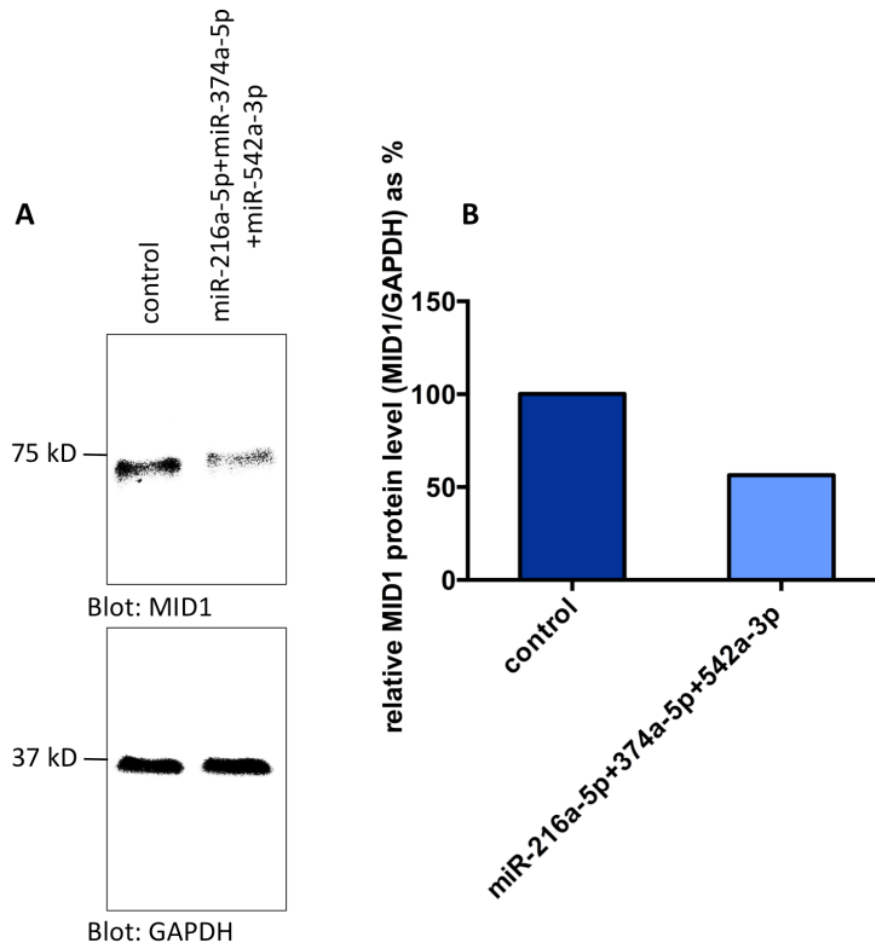 A
control
miR-216a-5p+miR-374a-5p
+miR-542a-3p
75 kD
Blot: MID1
37 kD
Blot: GAPDH
B
relative MID1 protein level (MID1/GAPDH) as %
150
100
50
0
control
miR-216a-5p+374a-5p+542a-3p